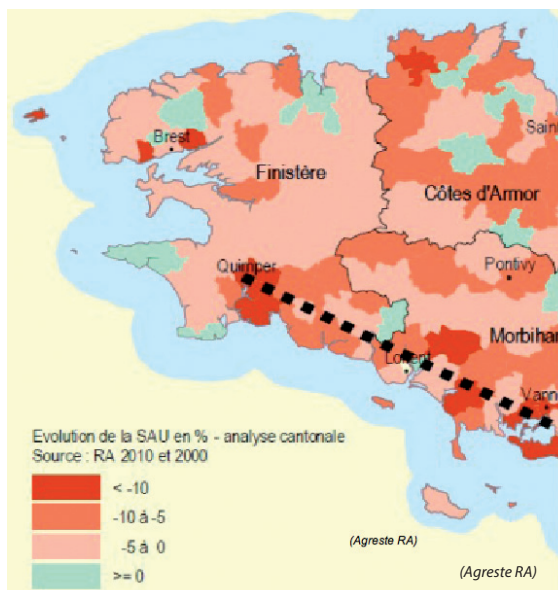 Saint
Brest
Finistère
Côtes d'Armor
Quimper
Pontivy
Morbihan
Lorient
Vann
Evolution de la SAU en % - analyse cantonale
Source : RA 2010 et 2000
< -10
-10 à -5
-5 à 0
>= 0
(Agreste RA)
(Agreste RA)